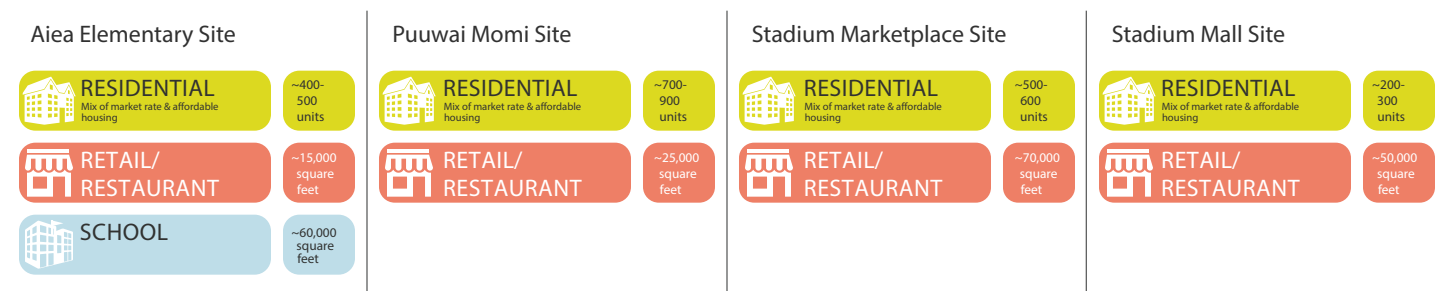 Aiea Elementary Site
RESIDENTIAL
Mix of market rate & affordable
housing
~400-
500
units
RETAIL/
RESTAURANT
~15,000
square
feet
SCHOOL
~60,000
square
feet
Puuwai Momi Site
RESIDENTIAL
Mix of market rate & affordable
housing
~700-
900
units
RETAIL/
RESTAURANT
~25,000
square
feet
Stadium Marketplace Site
RESIDENTIAL
Mix of market rate & affordable
housing
~500-
600
units
RETAIL/
RESTAURANT
~70,000
square
feet
Stadium Mall Site
RESIDENTIAL
Mix of market rate & affordable
housing
~200-
300
units
RETAIL/
RESTAURANT
~50,000
square
feet